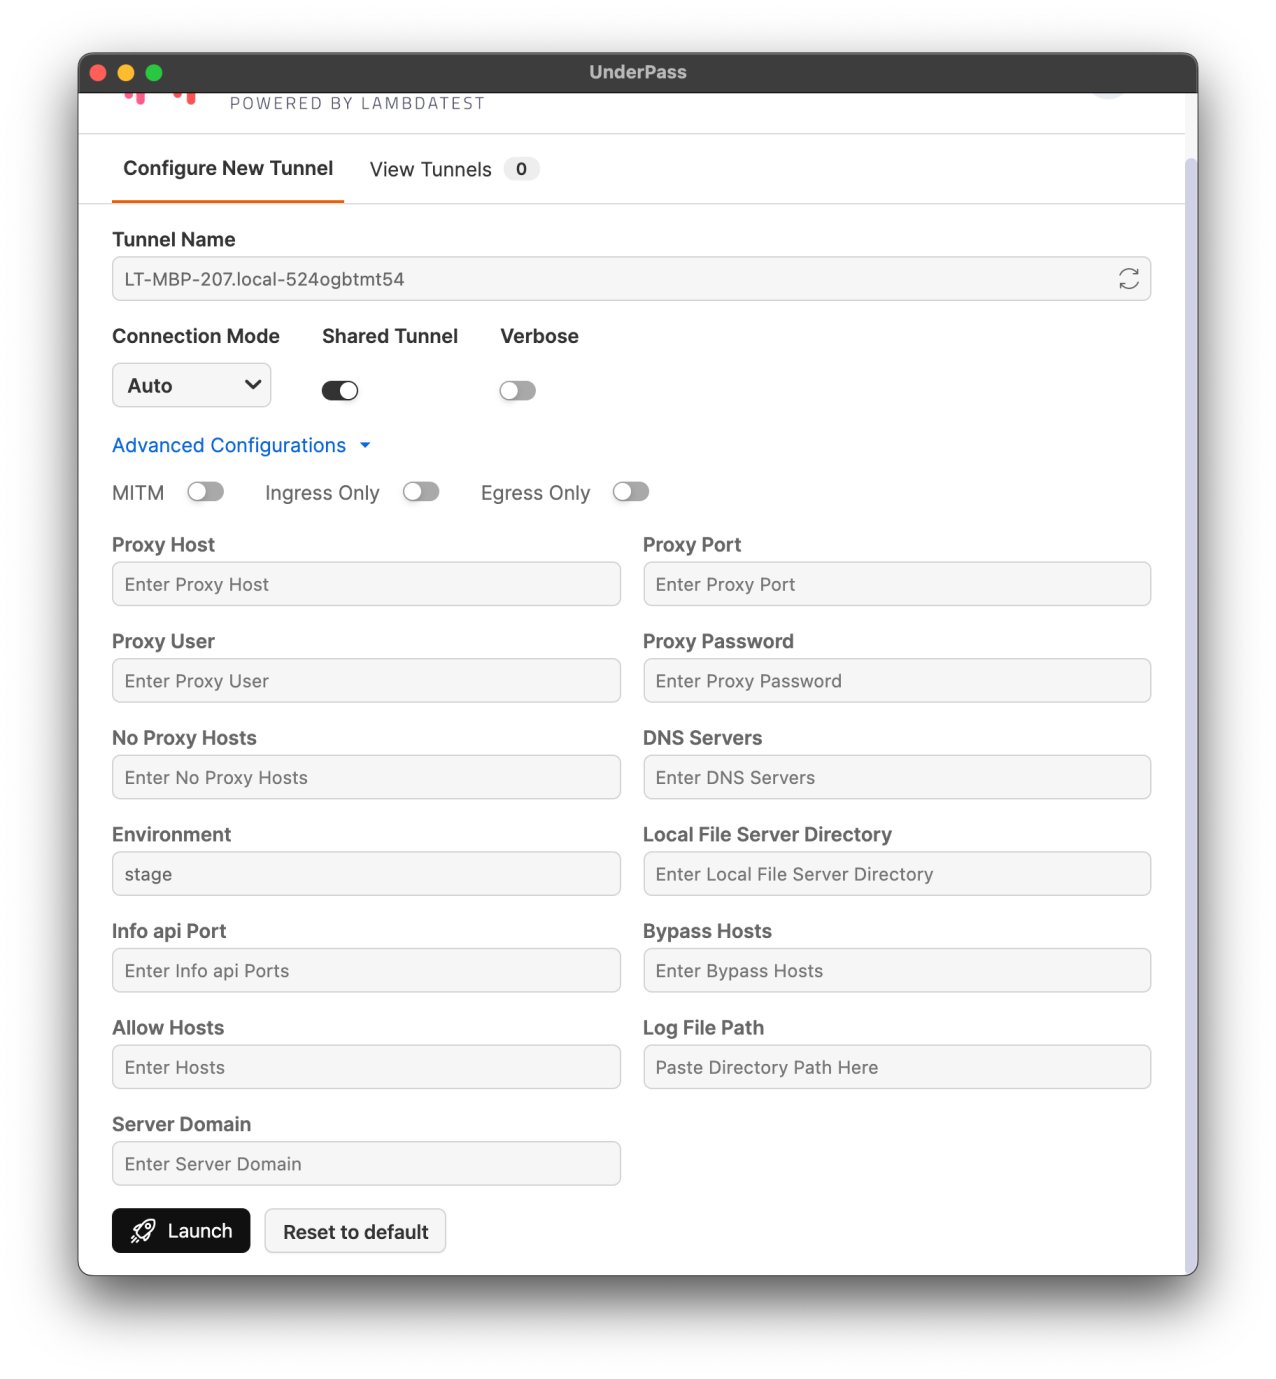 UnderPass
POWERED BY LAMBDATEST
Configure New Tunnel View Tunnels 0
Tunnel Name
LT-MBP-207.local-524ogbtmt54
Connection Mode Shared Tunnel Verbose
Auto
Advanced Configurations
MITM Ingress Only Egress Only
Proxy Host Proxy Port
Enter Proxy Host Enter Proxy Port
Proxy User Proxy Password
Enter Proxy User Enter Proxy Password
No Proxy Hosts DNS Servers
Enter No Proxy Hosts Enter DNS Servers
Environment Local File Server Directory
stage Enter Local File Server Directory
Info api Port Bypass Hosts
Enter Info api Ports Enter Bypass Hosts
Allow Hosts Log File Path
Enter Hosts Paste Directory Path Here
Server Domain
Enter Server Domain
Launch Reset to default